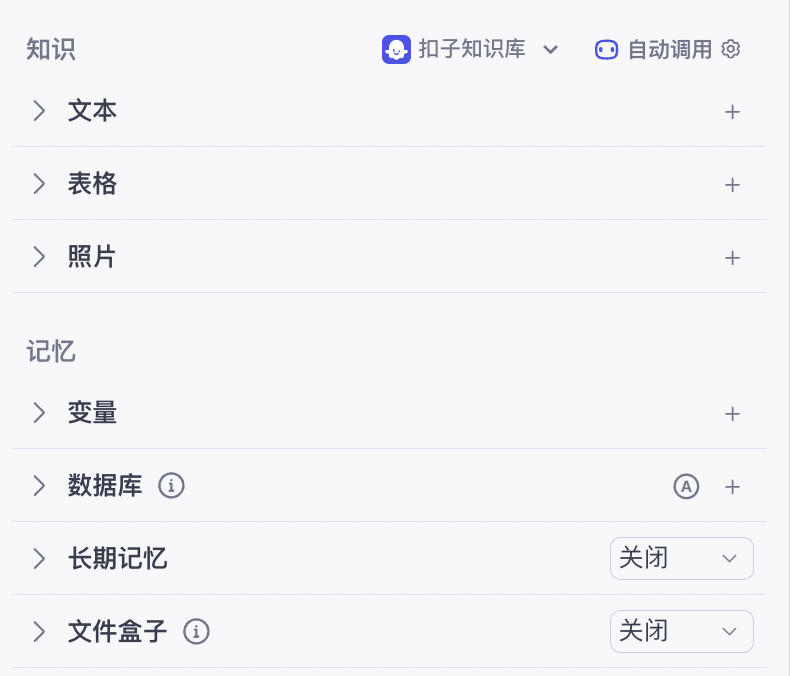 知识 扣子知识库 自动调用
文本
表格
照片
记忆
变量
数据库 A
长期记忆 关闭
文件盒子 关闭